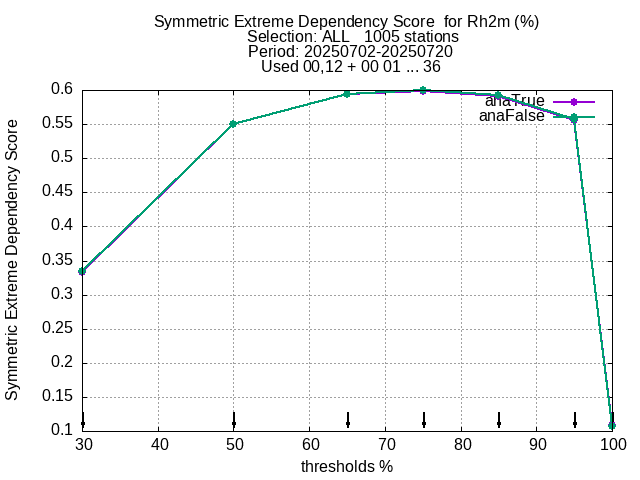 Symmetric Extreme Dependency Score  for Rh2m (%)
Selection: ALL   1005 stations
Period: 20250702-20250720
Used 00,12 + 00 01 ... 36
Symmetric Extreme Dependency Score
0.6
0.55
0.5
0.45
0.4
0.35
0.3
0.25
0.2
0.15
0.1
anaTrue
anaFalse
30 40 50 60 70 80 90 100
thresholds %